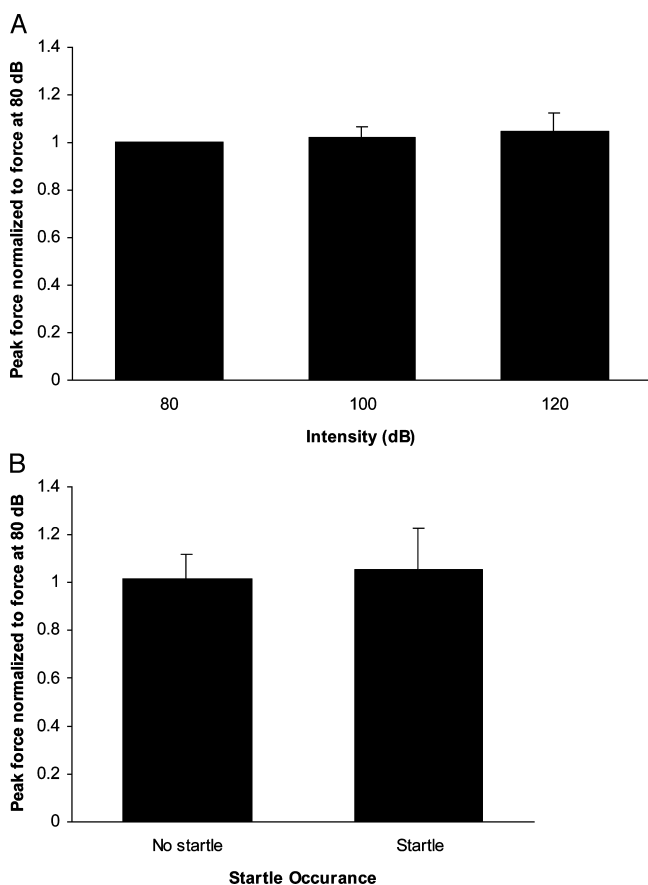 A
Peak force normalized to force at 80 dB
1.4
1.2
1
0.8
0.6
0.4
0.2
0
80 100 120
Intensity (dB)
B
Peak force normalized to force at 80 dB
1.4
1.2
1
0.8
0.6
0.4
0.2
0
No startle Startle
Startle Occurance